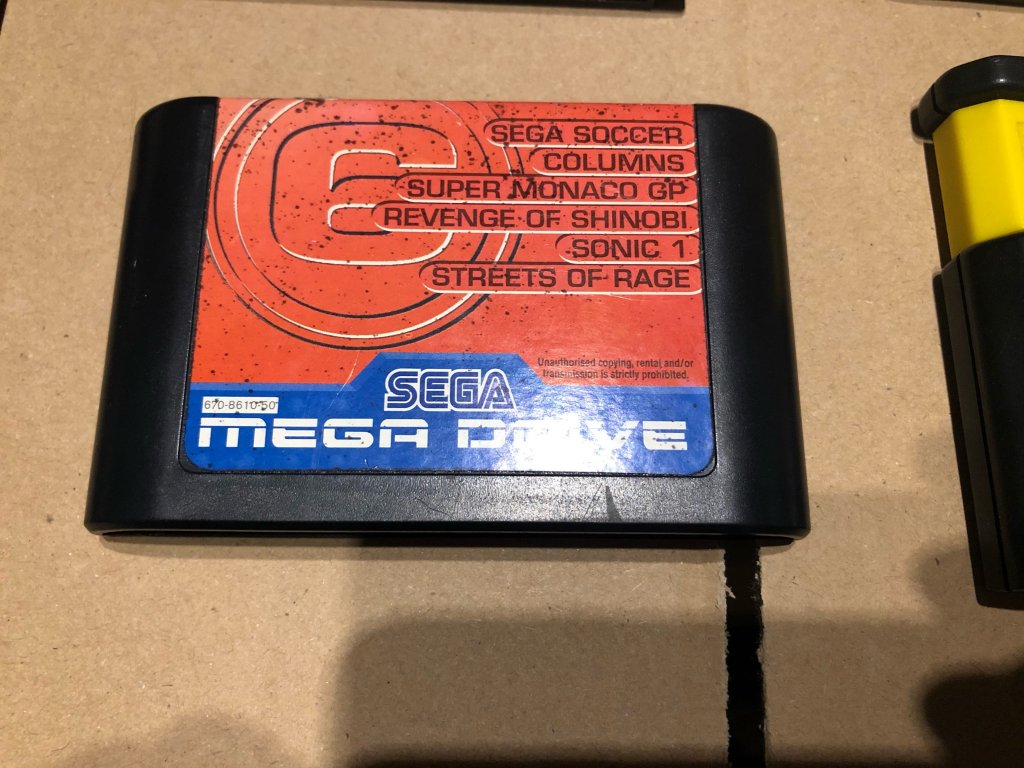 6
SEGA SOCCER
COLUMNS
SUPER MONACO GP
REVENGE OF SHINOBI
SONIC 1
STREETS OF RAGE
Unauthorised copying, rental and/or
transmission is strictly prohibited.
SEGA
670-8610-50
MEGA DRIVE